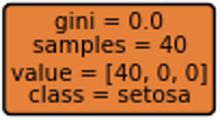 gini = 0.0
samples = 40
value = [40, 0, 0]
class = setosa